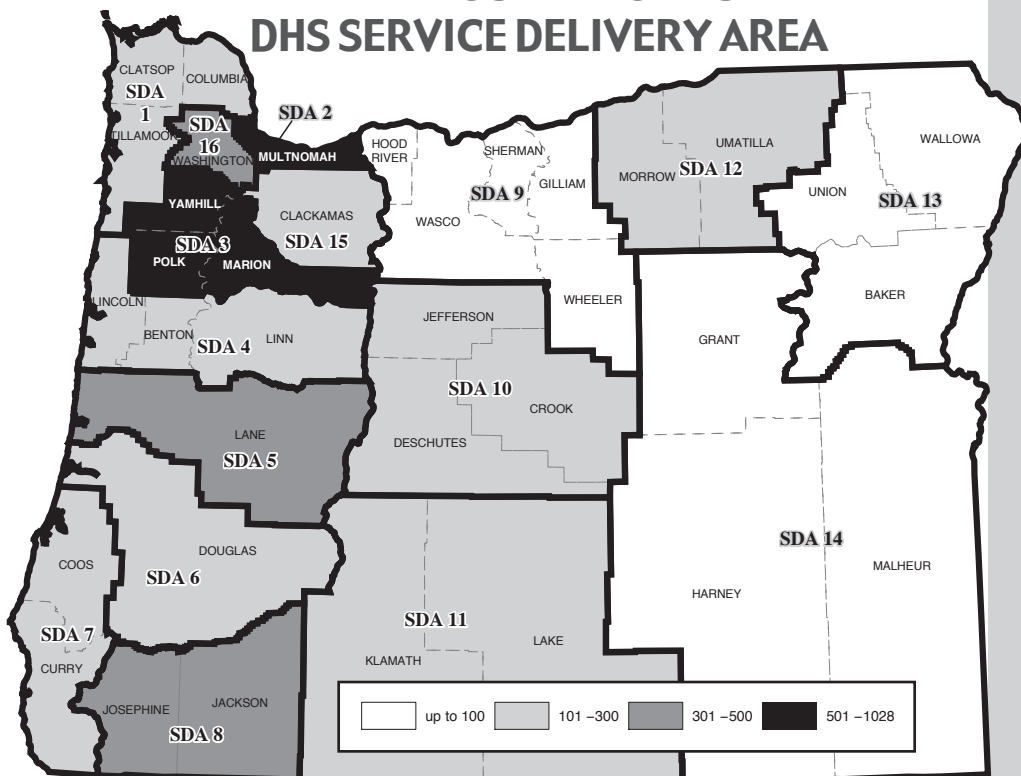 DHS SERVICE DELIVERY AREA
CLATSOP
COLUMBIA
SDA
1
TILLAMOOK
SDA
16
WASHINGTON
SDA 2
MULTNOMAH
HOOD
RIVER
SHERMAN
GILLIAM
SDA 9
WASCO
WHEELER
MORROW
UMATILLA
SDA 12
WALLOWA
UNION
SDA 13
BAKER
YAMHILL
SDA 3
POLK
MARION
CLACKAMAS
SDA 15
LINCOLN
BENTON
SDA 4
LINN
JEFFERSON
SDA 10
CROOK
DESCHUTES
GRANT
LANE
SDA 5
DOUGLAS
SDA 6
COOS
SDA 7
CURRY
JOSEPHINE
JACKSON
SDA 8
SDA 11
KLAMATH
LAKE
SDA 14
HARNEY
MALHEUR
up to 100
101 –300
301 –500
501 –1028